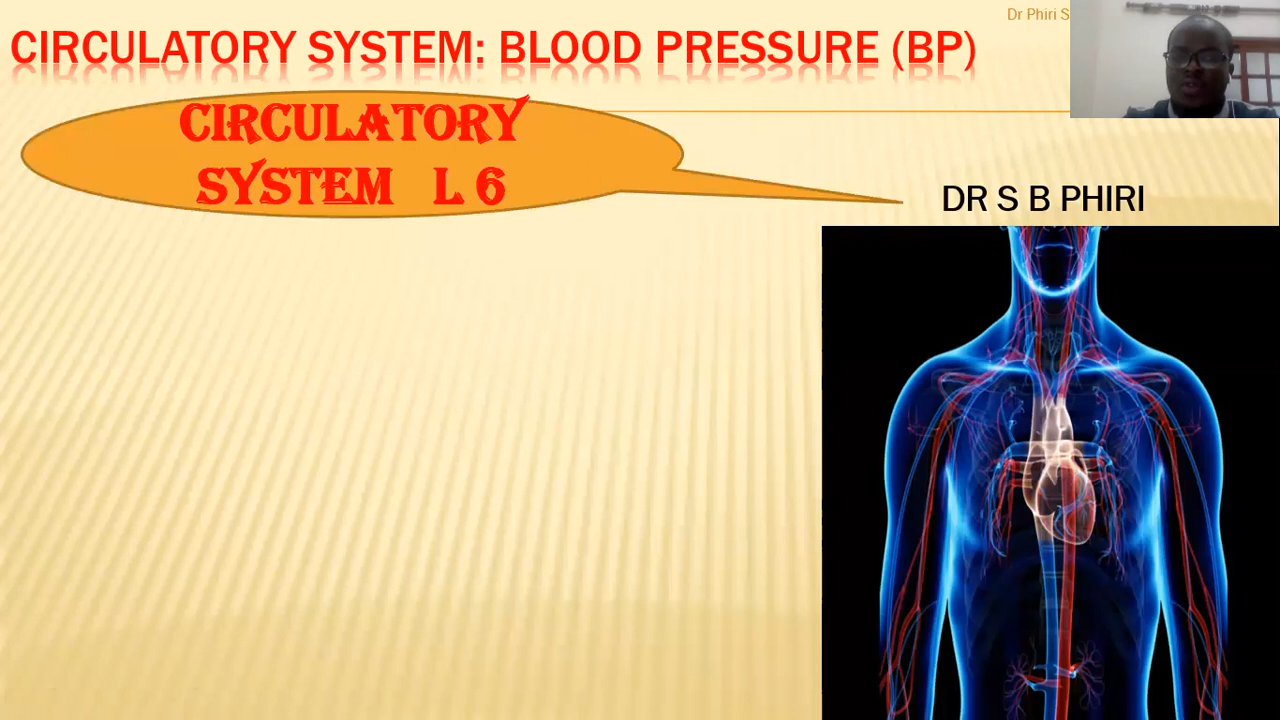 Dr Phiri S
CIRCULATORY SYSTEM: BLOOD PRESSURE (BP)
CIRCULATORY
SYSTEM L 6
DR S B PHIRI